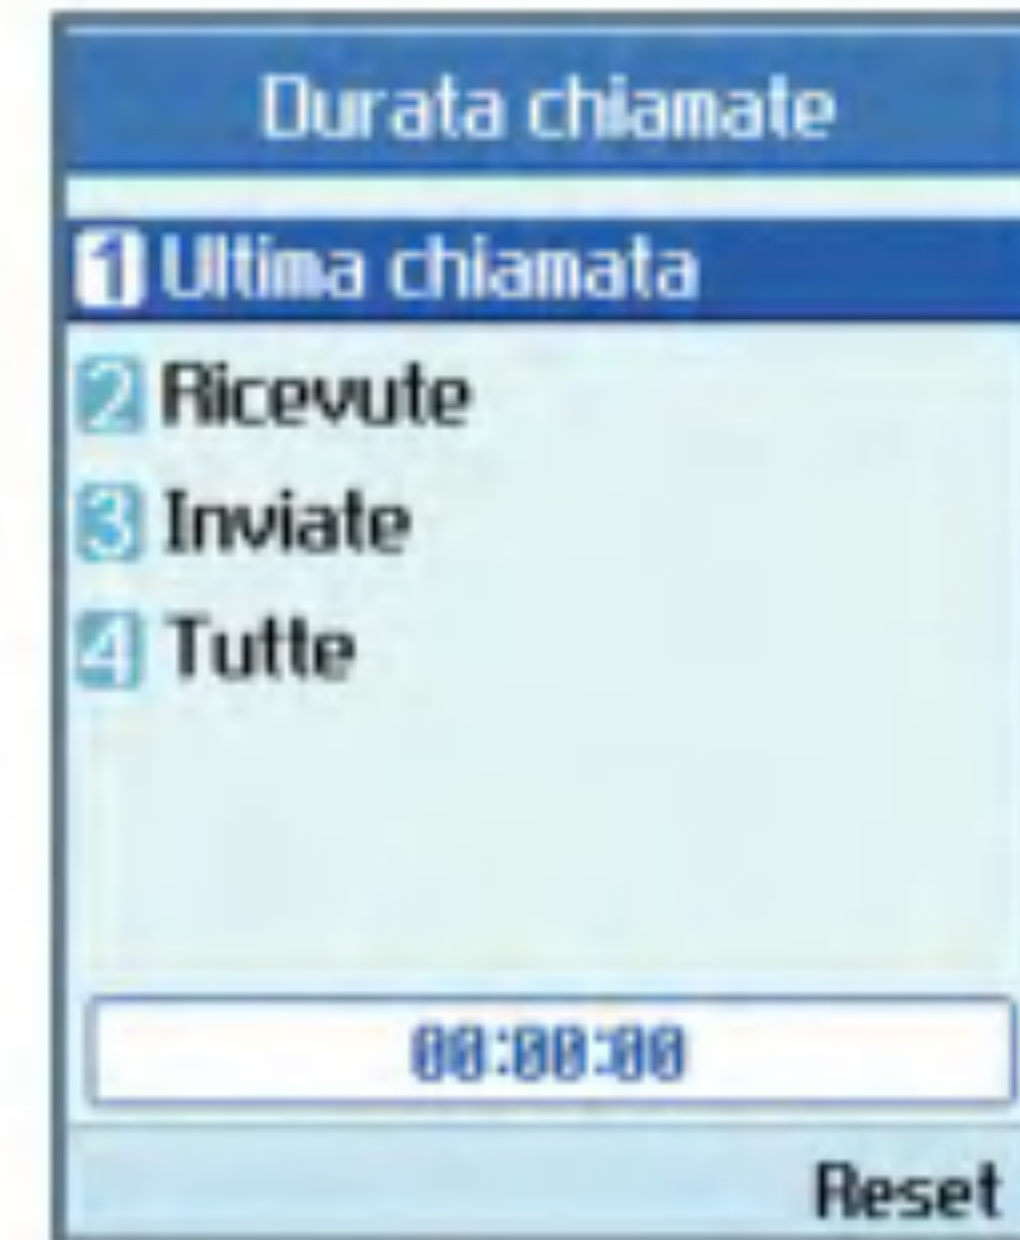 Durata chiamate
1 Ultima chiamata
2 Ricevute
3 Inviate
4 Tutte
00:00:00
Reset